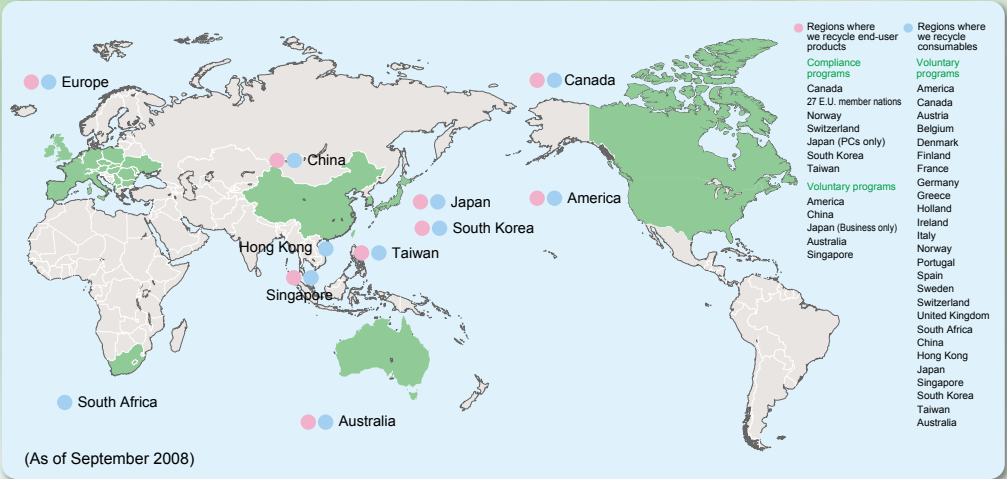 Europe
China
Japan
South Korea
Hong Kong
Taiwan
Singapore
South Africa
Australia
(As of September 2008)
Canada
America
Regions where
we recycle end-user
products
Compliance
programs
Canada
27 E.U. member nations
Norway
Switzerland
Japan (PCs only)
South Korea
Taiwan
Voluntary programs
America
China
Japan (Business only)
Australia
Singapore
Regions where
we recycle
consumables
Voluntary
programs
America
Canada
Austria
Belgium
Denmark
Finland
France
Germany
Greece
Holland
Ireland
Italy
Norway
Portugal
Spain
Sweden
Switzerland
United Kingdom
South Africa
China
Hong Kong
Japan
Singapore
South Korea
Taiwan
Australia